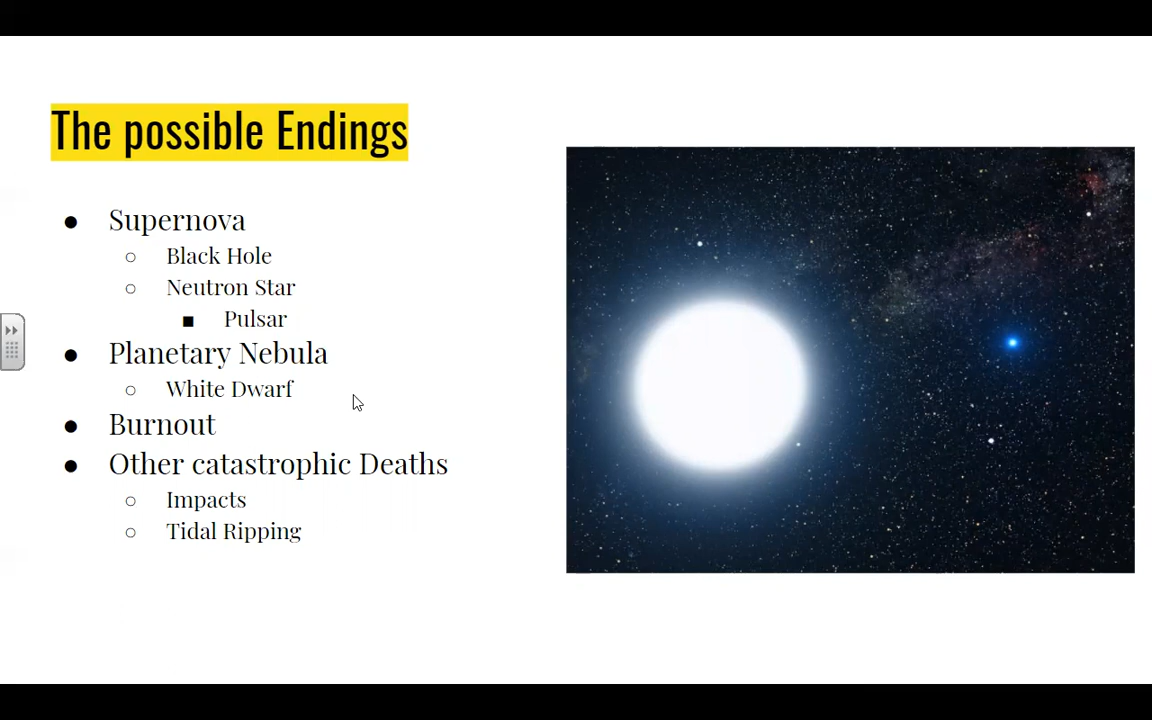 The possible Endings
● Supernova
○ Black Hole
○ Neutron Star
■ Pulsar
● Planetary Nebula
○ White Dwarf
● Burnout
● Other catastrophic Deaths
○ Impacts
○ Tidal Ripping